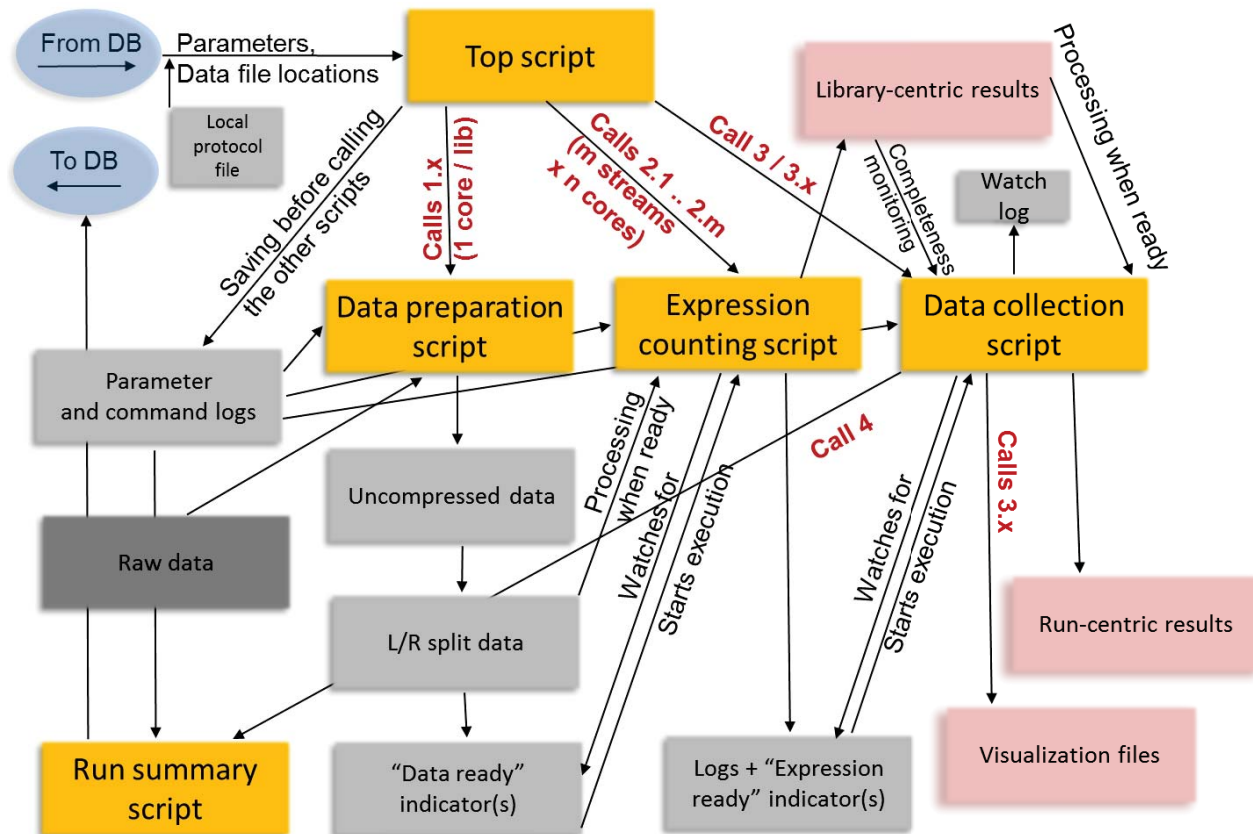 From DB
Parameters,
Data file locations
Top script
Library-centric results
Processing when ready
Local
protocol
file
To DB
Saving before calling
the other scripts
Calls 1.x
(1 core / lib)
Calls 2.1 .. 2.m
(m streams
x n cores)
Call 3 / 3.x
Completeness
monitoring
Watch
log
Data preparation
script
Expression
counting script
Data collection
script
Parameter
and command logs
Uncompressed data
Processing
when ready
Watches for
Starts execution
Call 4
Watches for
Starts execution
Calls 3.x
Raw data
L/R split data
Run-centric results
Run summary
script
“Data ready”
indicator(s)
Logs + “Expression
ready” indicator(s)
Visualization files